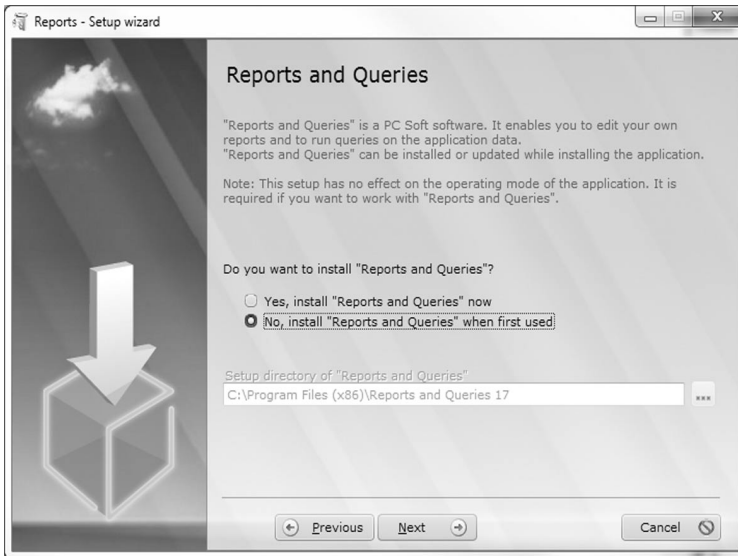 Reports - Setup wizard
Reports and Queries
"Reports and Queries" is a PC Soft software. It enables you to edit your own
reports and to run queries on the application data.
"Reports and Queries" can be installed or updated while installing the application.
Note: This setup has no effect on the operating mode of the application. It is
required if you want to work with "Reports and Queries".
Do you want to install "Reports and Queries"?
Yes, install "Reports and Queries" now
No, install "Reports and Queries" when first used
Setup directory of "Reports and Queries"
C:\Program Files (x86)\Reports and Queries 17
...
Previous
Next
Cancel